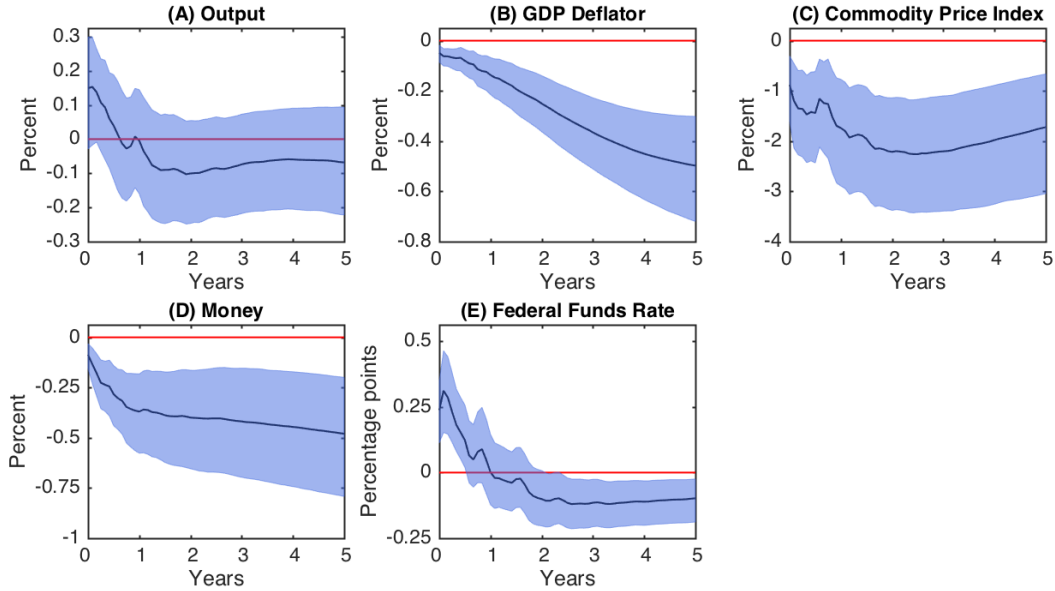 (A) Output
0.3
0.2
0.1
0
-0.1
-0.2
-0.3
Percent
0 1 2 3 4 5
Years
(B) GDP Deflator
0
-0.2
-0.4
-0.6
-0.8
Percent
0 1 2 3 4 5
Years
(C) Commodity Price Index
0
-1
-2
-3
-4
Percent
0 1 2 3 4 5
Years
(D) Money
0
-0.25
-0.5
-0.75
-1
Percent
0 1 2 3 4 5
Years
(E) Federal Funds Rate
0.5
0.25
0
-0.25
Percentage points
0 1 2 3 4 5
Years